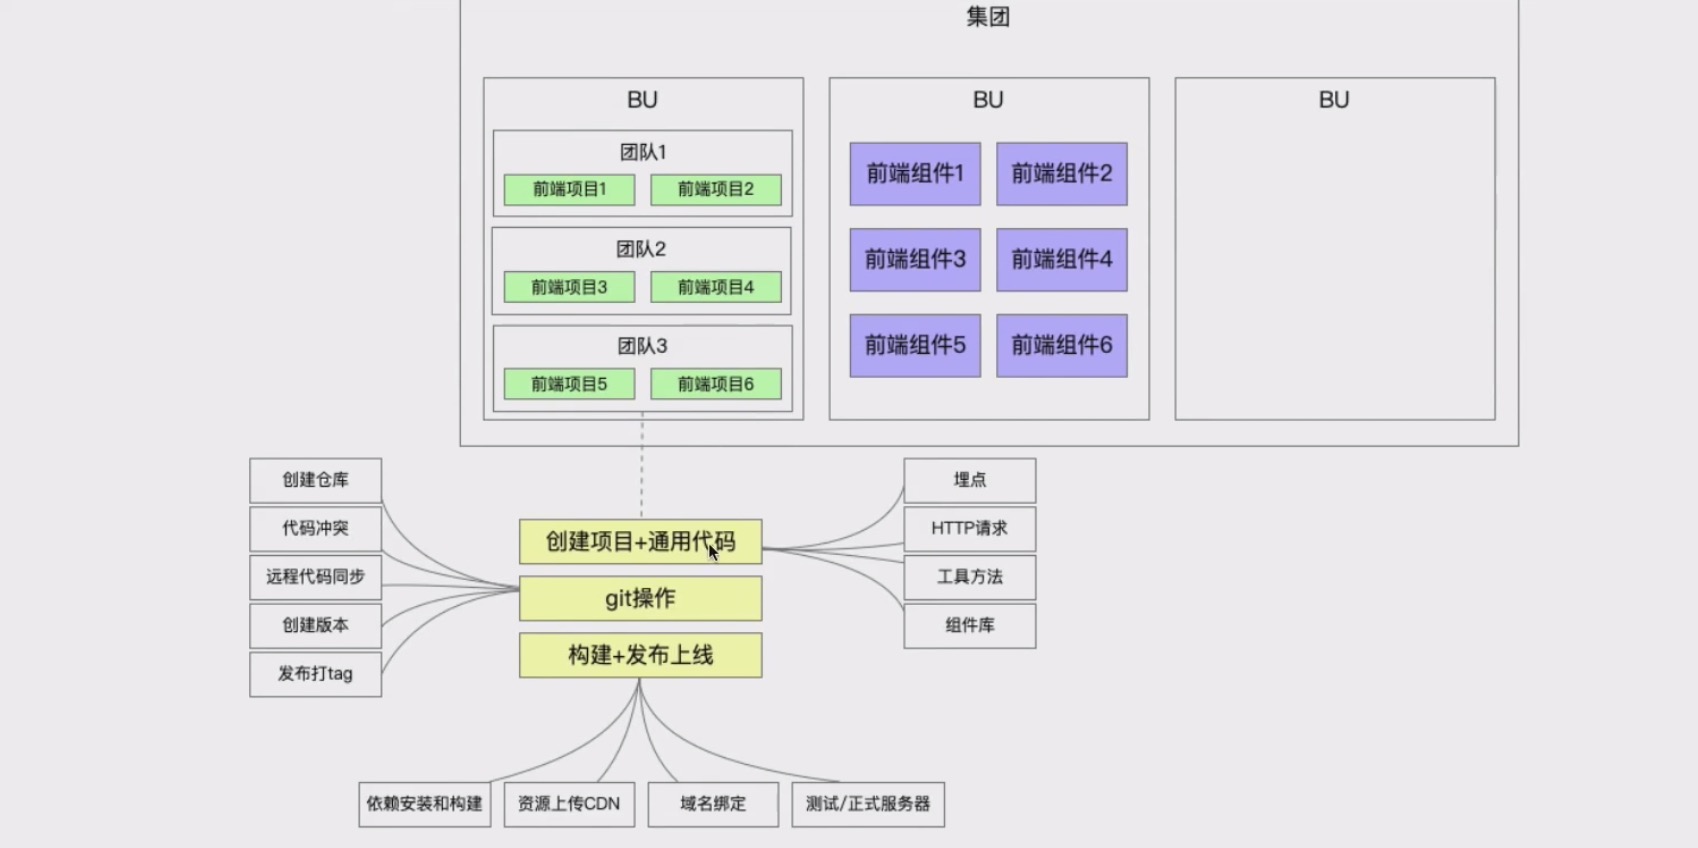 集团
BU
BU
BU
团队1
前端项目1
前端项目2
团队2
前端项目3
前端项目4
团队3
前端项目5
前端项目6
前端组件1
前端组件2
前端组件3
前端组件4
前端组件5
前端组件6
创建仓库
代码冲突
远程代码同步
创建版本
发布打tag
创建项目+通用代码
git操作
构建+发布上线
埋点
HTTP请求
工具方法
组件库
依赖安装和构建
资源上传CDN
域名绑定
测试/正式服务器